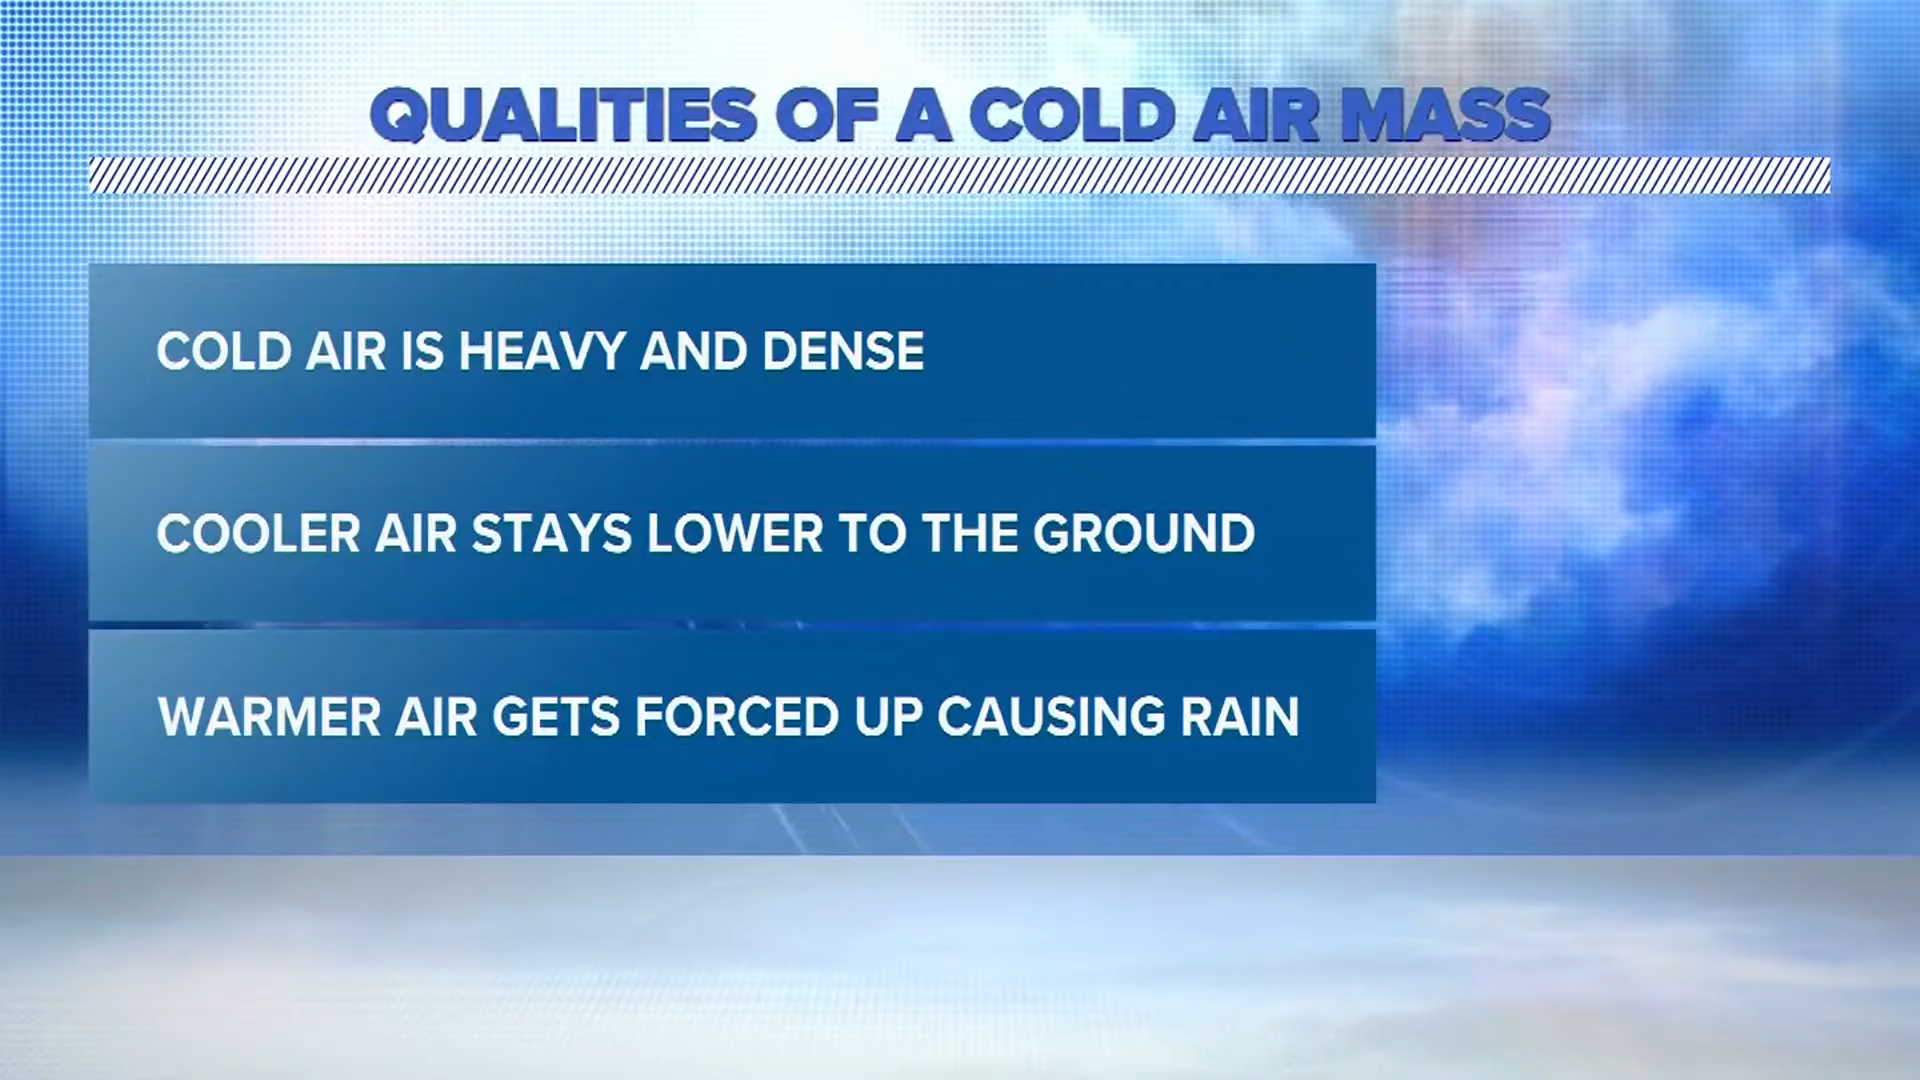 QUALITIES OF A COLD AIR MASS
COLD AIR IS HEAVY AND DENSE
COOLER AIR STAYS LOWER TO THE GROUND
WARMER AIR GETS FORCED UP CAUSING RAIN